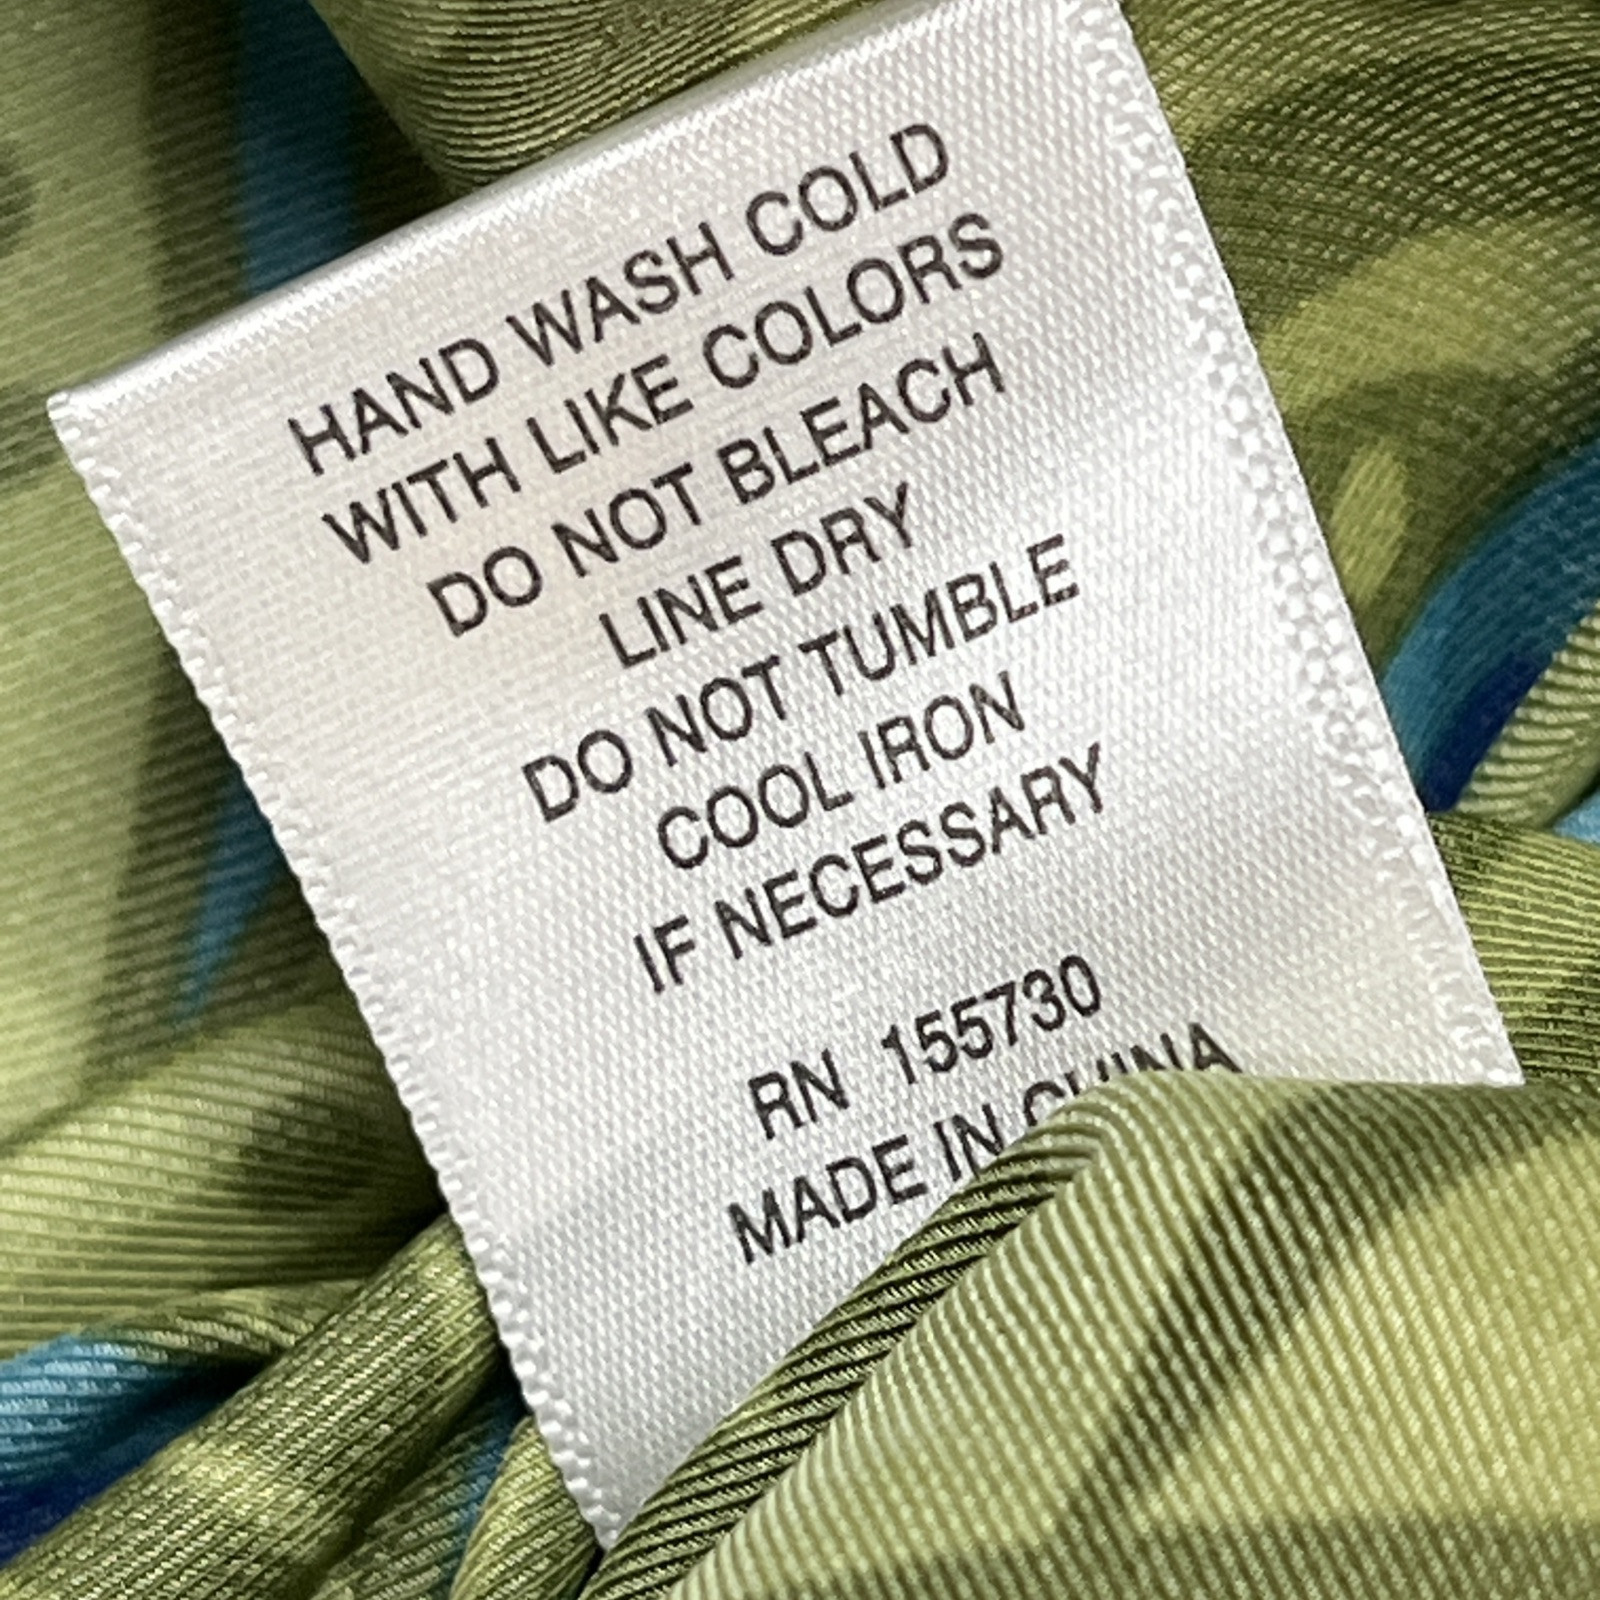 HAND WASH COLD
WITH LIKE COLORS
DO NOT BLEACH
LINE DRY
DO NOT TUMBLE
COOL IRON
IF NECESSARY
RN 155730
MADE IN CHINA